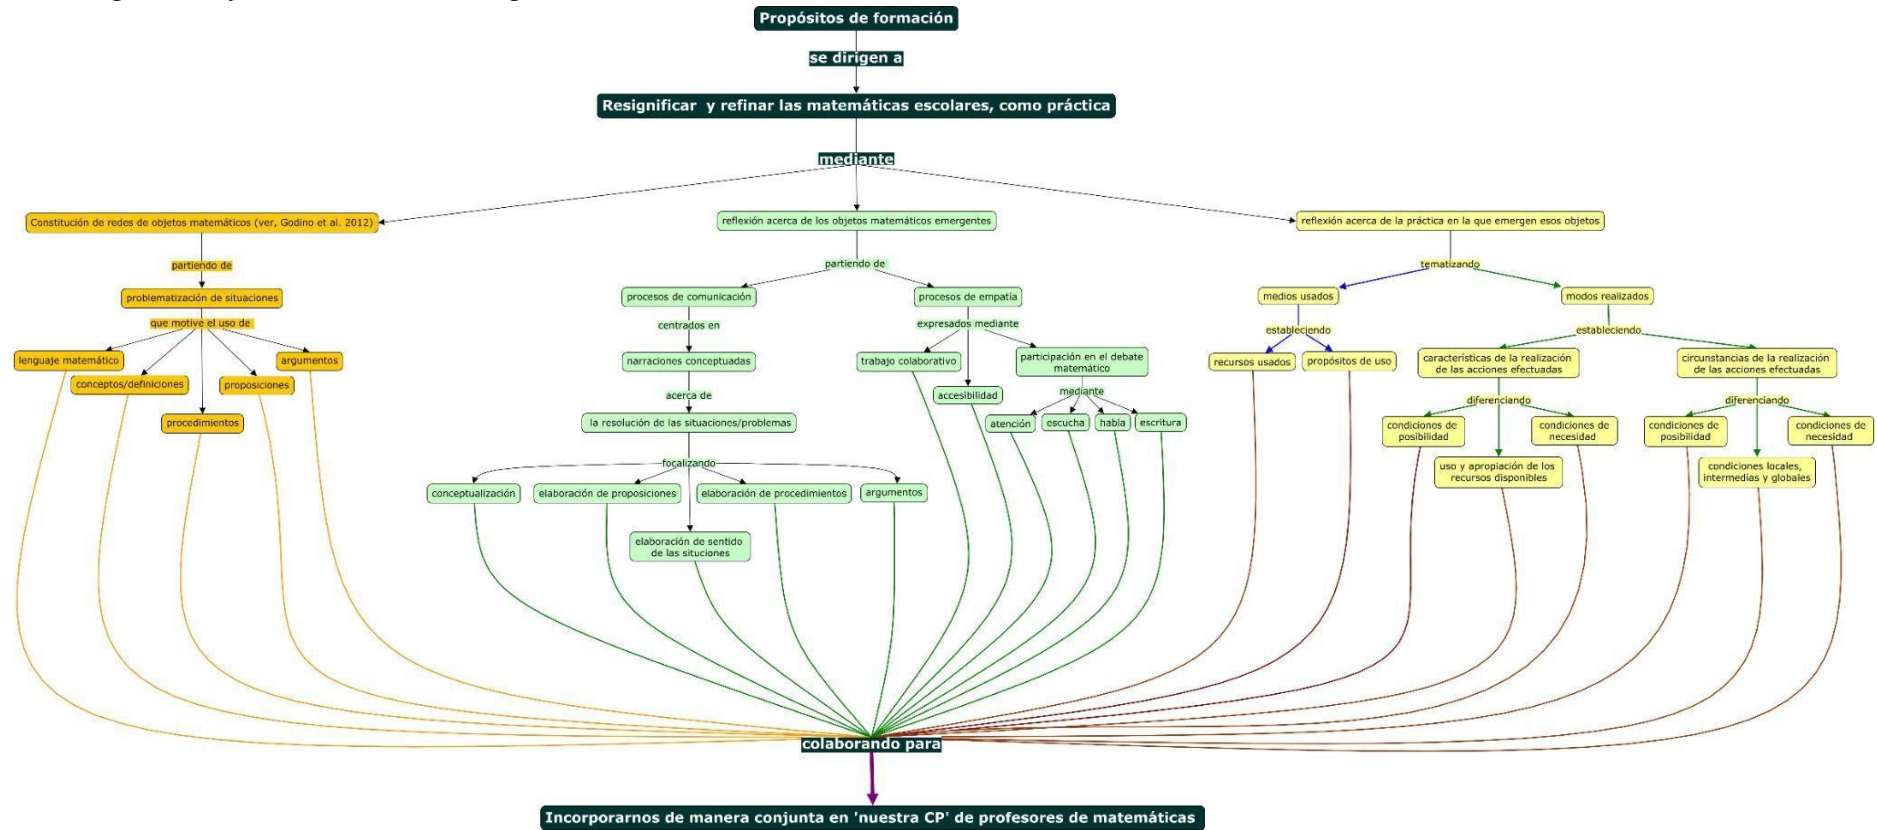 Propósitos de formación
se dirigen a
Resignificar y refinar las matemáticas escolares, como práctica
mediante
Constitución de redes de objetos matemáticos (ver, Godino et al. 2012)
partiendo de
problematización de situaciones
que motive el uso de
lenguaje matemático
conceptos/definiciones
procedimientos
proposiciones
argumentos
reflexión acerca de los objetos matemáticos emergentes
partiendo de
procesos de comunicación
centrados en
narraciones conceptuadas
acerca de
la resolución de las situaciones/problemas
focalizando
conceptualización
elaboración de proposiciones
elaboración de sentido
de las situciones
elaboración de procedimientos
argumentos
procesos de empatía
expresados mediante
trabajo colaborativo
accesibilidad
participación en el debate
matemático
mediante
atención
escucha
habla
escritura
reflexión acerca de la práctica en la que emergen esos objetos
tematizando
medios usados
estableciendo
recursos usados
propósitos de uso
modos realizados
estableciendo
características de la realización
de las acciones efectuadas
diferenciando
condiciones de
posibilidad
uso y apropiación de los
recursos disponibles
condiciones de
necesidad
circunstancias de la realización
de las acciones efectuadas
diferenciando
condiciones de
posibilidad
condiciones locales,
intermedias y globales
condiciones de
necesidad
colaborando para
Incorporarnos de manera conjunta en 'nuestra CP' de profesores de matemáticas